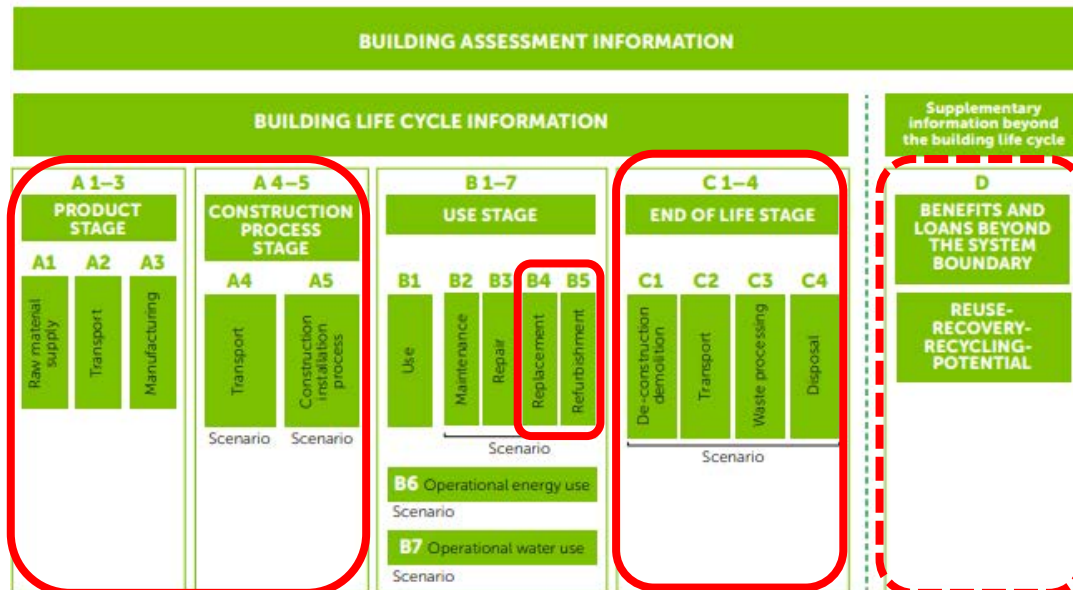 BUILDING ASSESSMENT INFORMATION
BUILDING LIFE CYCLE INFORMATION
Supplementary
information beyond
the building life cycle
A 1–3
PRODUCT
STAGE
A1 A2 A3
Raw material
supply
Transport
Manufacturing
A 4–5
CONSTRUCTION
PROCESS
STAGE
A4 A5
Transport
Construction
installation
process
Scenario Scenario
B 1–7
USE STAGE
B1 B2 B3 B4 B5
Use
Maintenance
Repair
Replacement
Refurbishment
Scenario
B6 Operational energy use
Scenario
B7 Operational water use
Scenario
C 1–4
END OF LIFE STAGE
C1 C2 C3 C4
De-construction
demolition
Transport
Waste processing
Disposal
Scenario
D
BENEFITS AND
LOANS BEYOND
THE SYSTEM
BOUNDARY
REUSE-
RECOVERY-
RECYCLING-
POTENTIAL